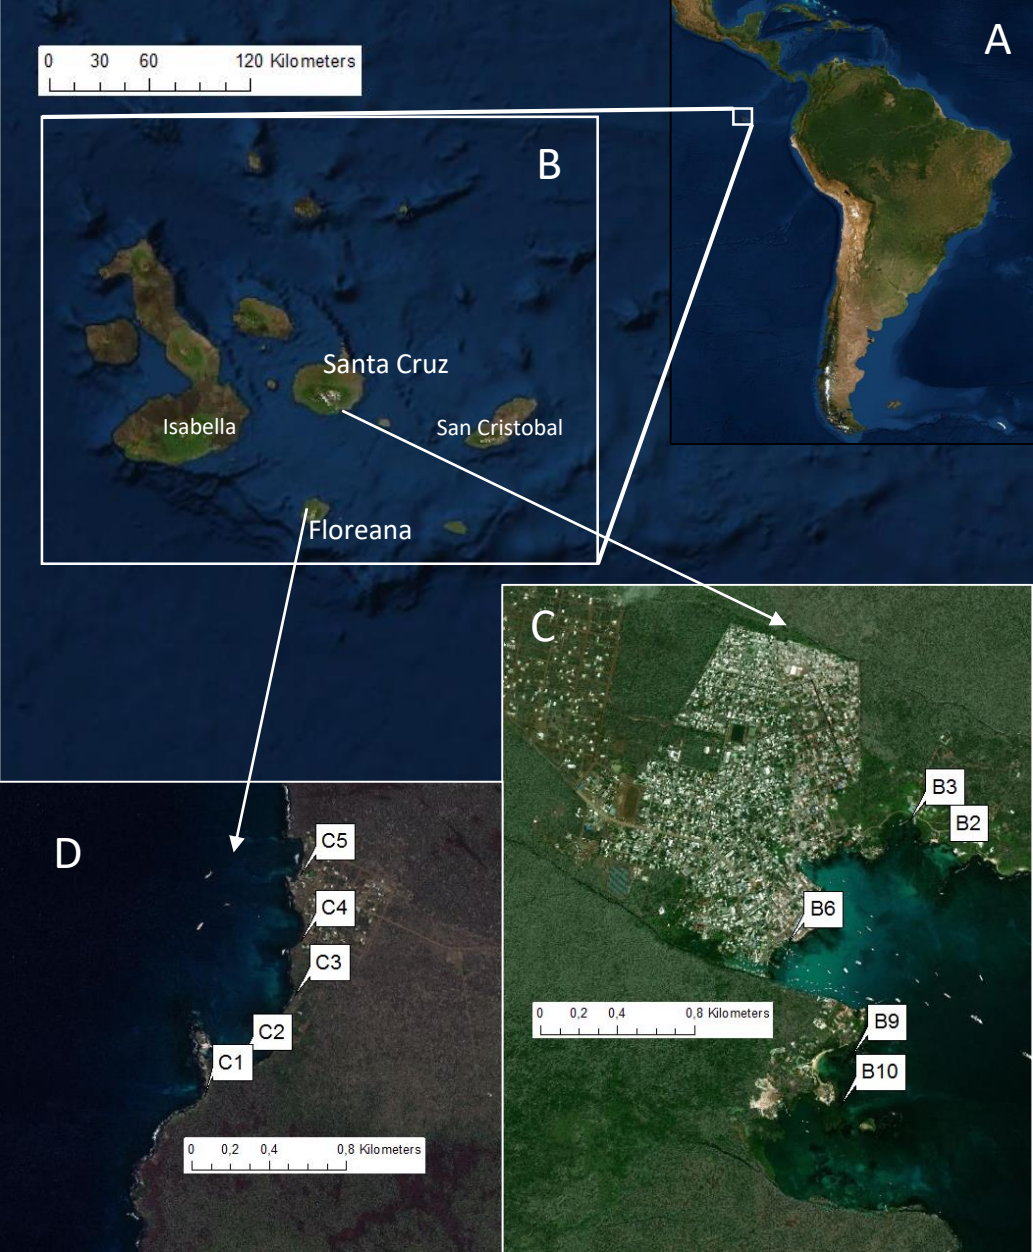 0 30 60 120 Kilometers
A
B
Santa Cruz
Isabella
San Cristobal
Floreana
C
B3
B2
B6
0 0,2 0,4 0,8 Kilometers
B9
B10
D
C5
C4
C3
C2
C1
0 0,2 0,4 0,8 Kilometers